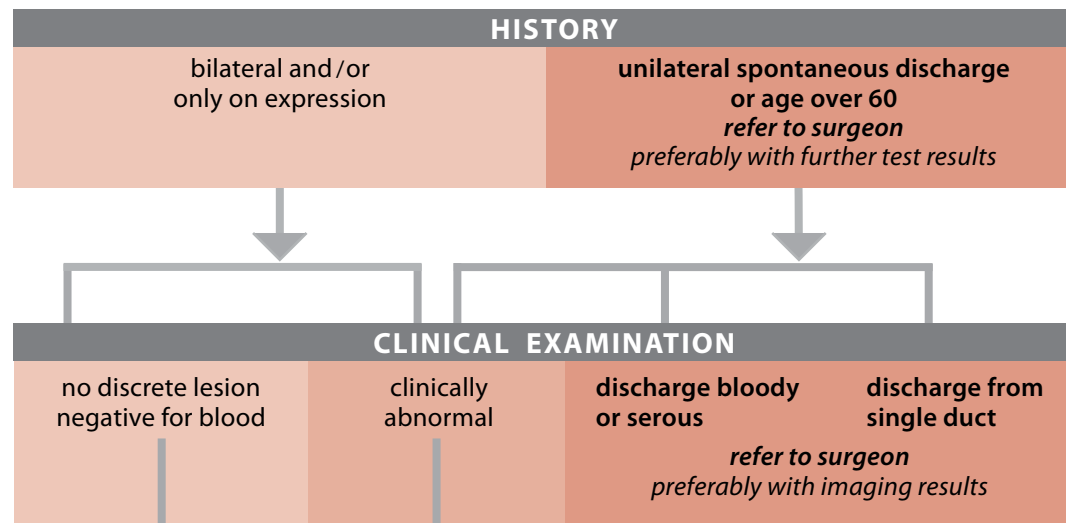 HISTORY
bilateral and/or
only on expression
unilateral spontaneous discharge
or age over 60
refer to surgeon
preferably with further test results
CLINICAL EXAMINATION
no discrete lesion
negative for blood
clinically
abnormal
discharge bloody
or serous
discharge from
single duct
refer to surgeon
preferably with imaging results